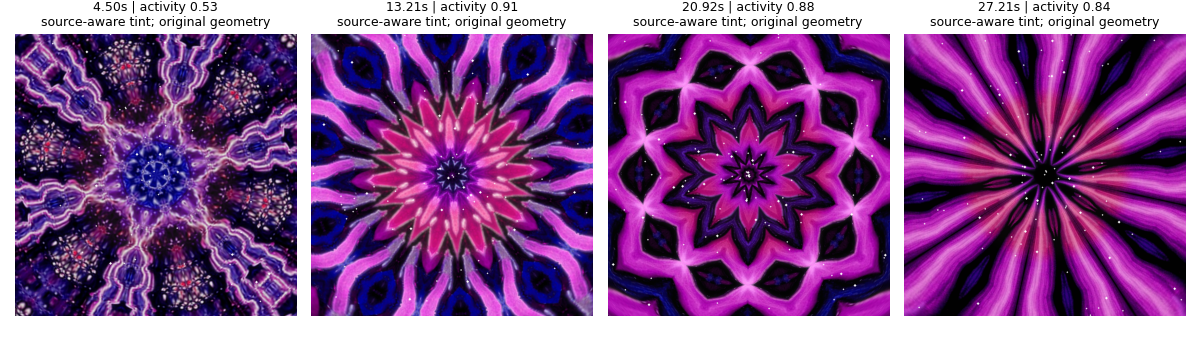 4.50s | activity 0.53
source-aware tint; original geometry
13.21s | activity 0.91
source-aware tint; original geometry
20.92s | activity 0.88
source-aware tint; original geometry
27.21s | activity 0.84
source-aware tint; original geometry